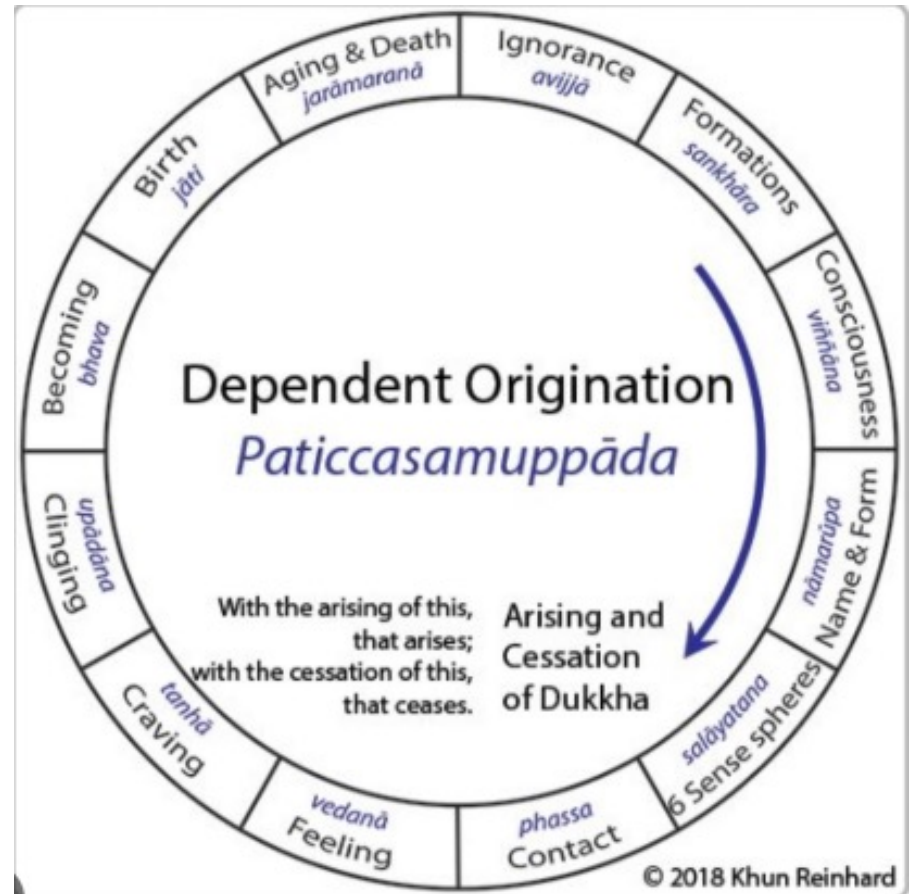 Ignorance
avijjā
Formations
sankhāra
Consciousness
viññāna
Name & Form
nāmarūpa
6 Sense spheres
salāyatana
phassa
Contact
vedanā
Feeling
tanhā
Craving
upādāna
Clinging
Becoming
bhava
Birth
jāti
Aging & Death
jarāmaranā
Dependent Origination
Paticcasamuppāda
With the arising of this,
that arises;
with the cessation of this,
that ceases.
Arising and
Cessation
of Dukkha
© 2018 Khun Reinhard